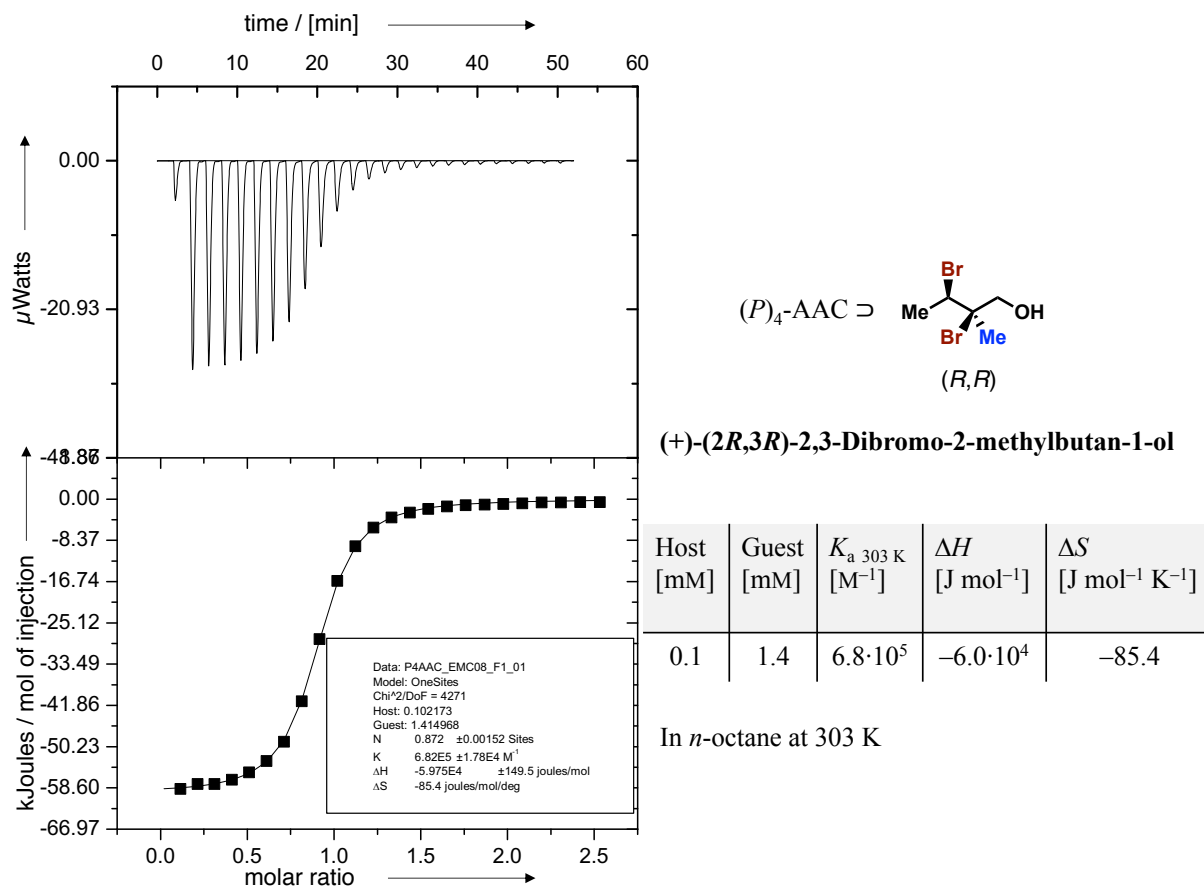 time / [min]
0 10 20 30 40 50 60
0.00
-20.93
µWatts
-41.86
-48.87
0.00
-8.37
-16.74
-25.12
-33.49
-41.86
-50.23
-58.60
-66.97
kJoules / mol of injection
Data: P4AAC_EMC08_F1_01
Model: OneSites
Chi^2/DoF = 4271
Host: 0.102173
Guest: 1.414968
N 0.872 ±0.00152 Sites
K 6.82E5 ±1.78E4 M⁻¹
ΔH -5.975E4 ±149.5 joules/mol
ΔS -85.4 joules/mol/deg
0.0 0.5 1.0 1.5 2.0 2.5
molar ratio
(P)₄-AAC ⊃
Br
Me OH
Br Me
(R,R)
(+)-(2R,3R)-2,3-Dibromo-2-methylbutan-1-ol
Host [mM] Guest [mM] Kₐ 303 K [M⁻¹] ΔH [J mol⁻¹] ΔS [J mol⁻¹ K⁻¹]
0.1 1.4 6.8·10⁵ −6.0·10⁴ −85.4
In n-octane at 303 K